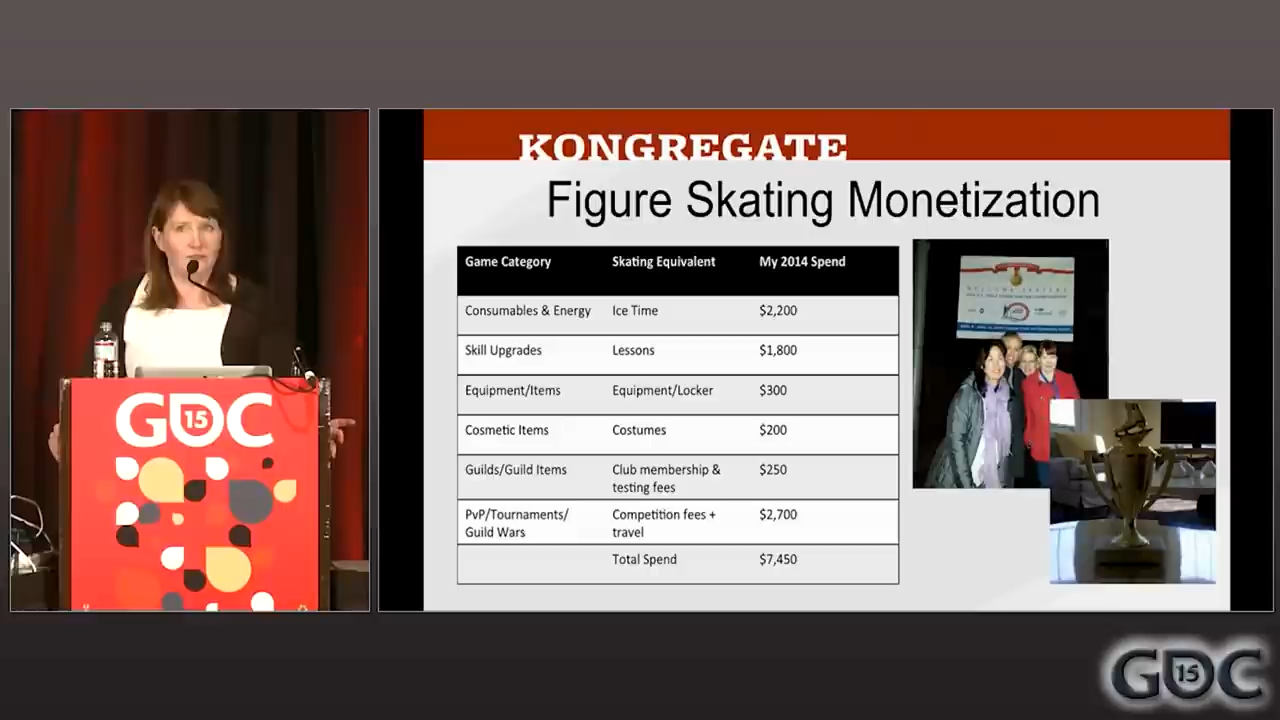 KONGREGATE
Figure Skating Monetization
Game Category Skating Equivalent My 2014 Spend
Consumables & Energy Ice Time $2,200
Skill Upgrades Lessons $1,800
Equipment/Items Equipment/Locker $300
Cosmetic Items Costumes $200
Guilds/Guild Items Club membership & $250
testing fees
PvP/Tournaments/ Competition fees + $2,700
Guild Wars travel
Total Spend $7,450
GDC
15
GDC
15